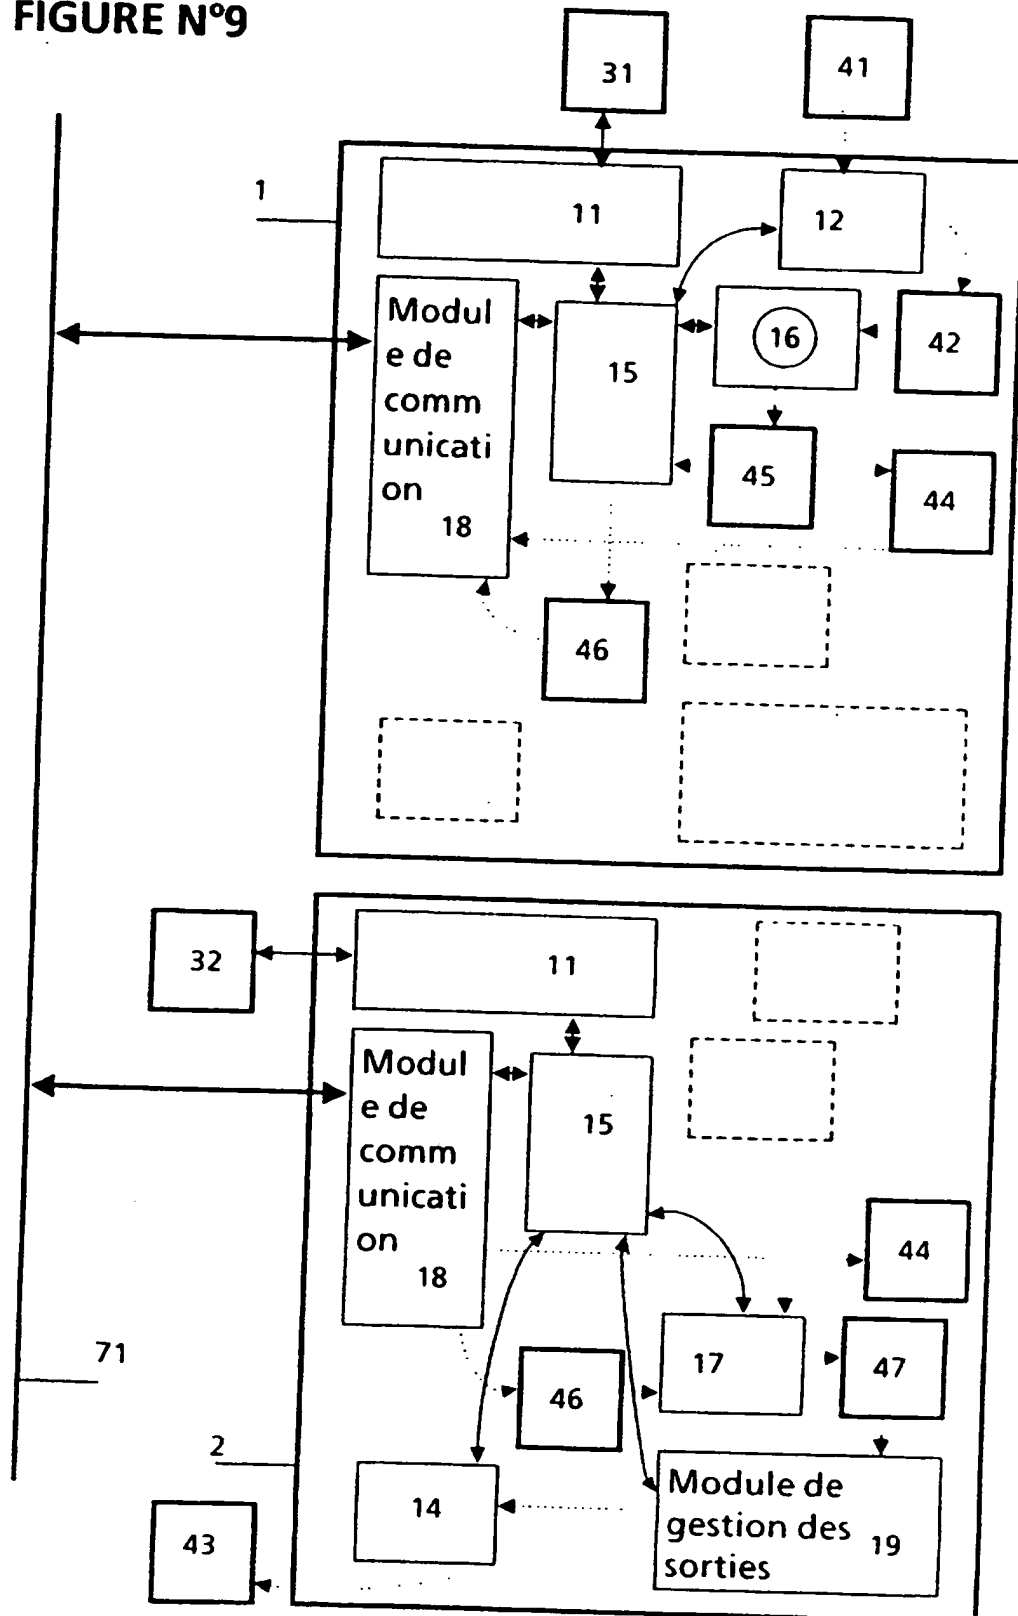 FIGURE N°9
31
41
1
11
12
Modul
e de
comm
unicati
on
18
15
16
42
45
44
46
32
11
Modul
e de
comm
unicati
on
18
15
44
71
17
47
46
2
14
Module de
gestion des
sorties
19
43